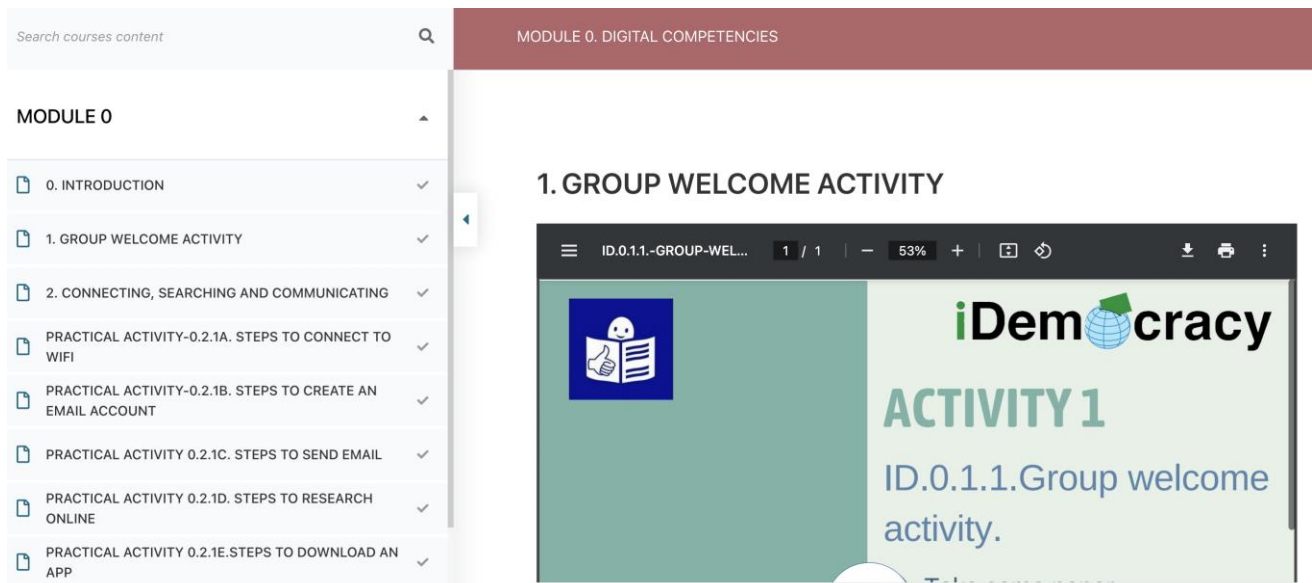 Search courses content
MODULE 0
0. INTRODUCTION
1. GROUP WELCOME ACTIVITY
2. CONNECTING, SEARCHING AND COMMUNICATING
PRACTICAL ACTIVITY-0.2.1A. STEPS TO CONNECT TO
WIFI
PRACTICAL ACTIVITY-0.2.1B. STEPS TO CREATE AN
EMAIL ACCOUNT
PRACTICAL ACTIVITY 0.2.1C. STEPS TO SEND EMAIL
PRACTICAL ACTIVITY 0.2.1D. STEPS TO RESEARCH
ONLINE
PRACTICAL ACTIVITY 0.2.1E.STEPS TO DOWNLOAD AN
APP
MODULE 0. DIGITAL COMPETENCIES
1. GROUP WELCOME ACTIVITY
ID.0.1.1.-GROUP-WEL... 1 / 1 53%
iDemocracy
ACTIVITY 1
ID.0.1.1.Group welcome
activity.